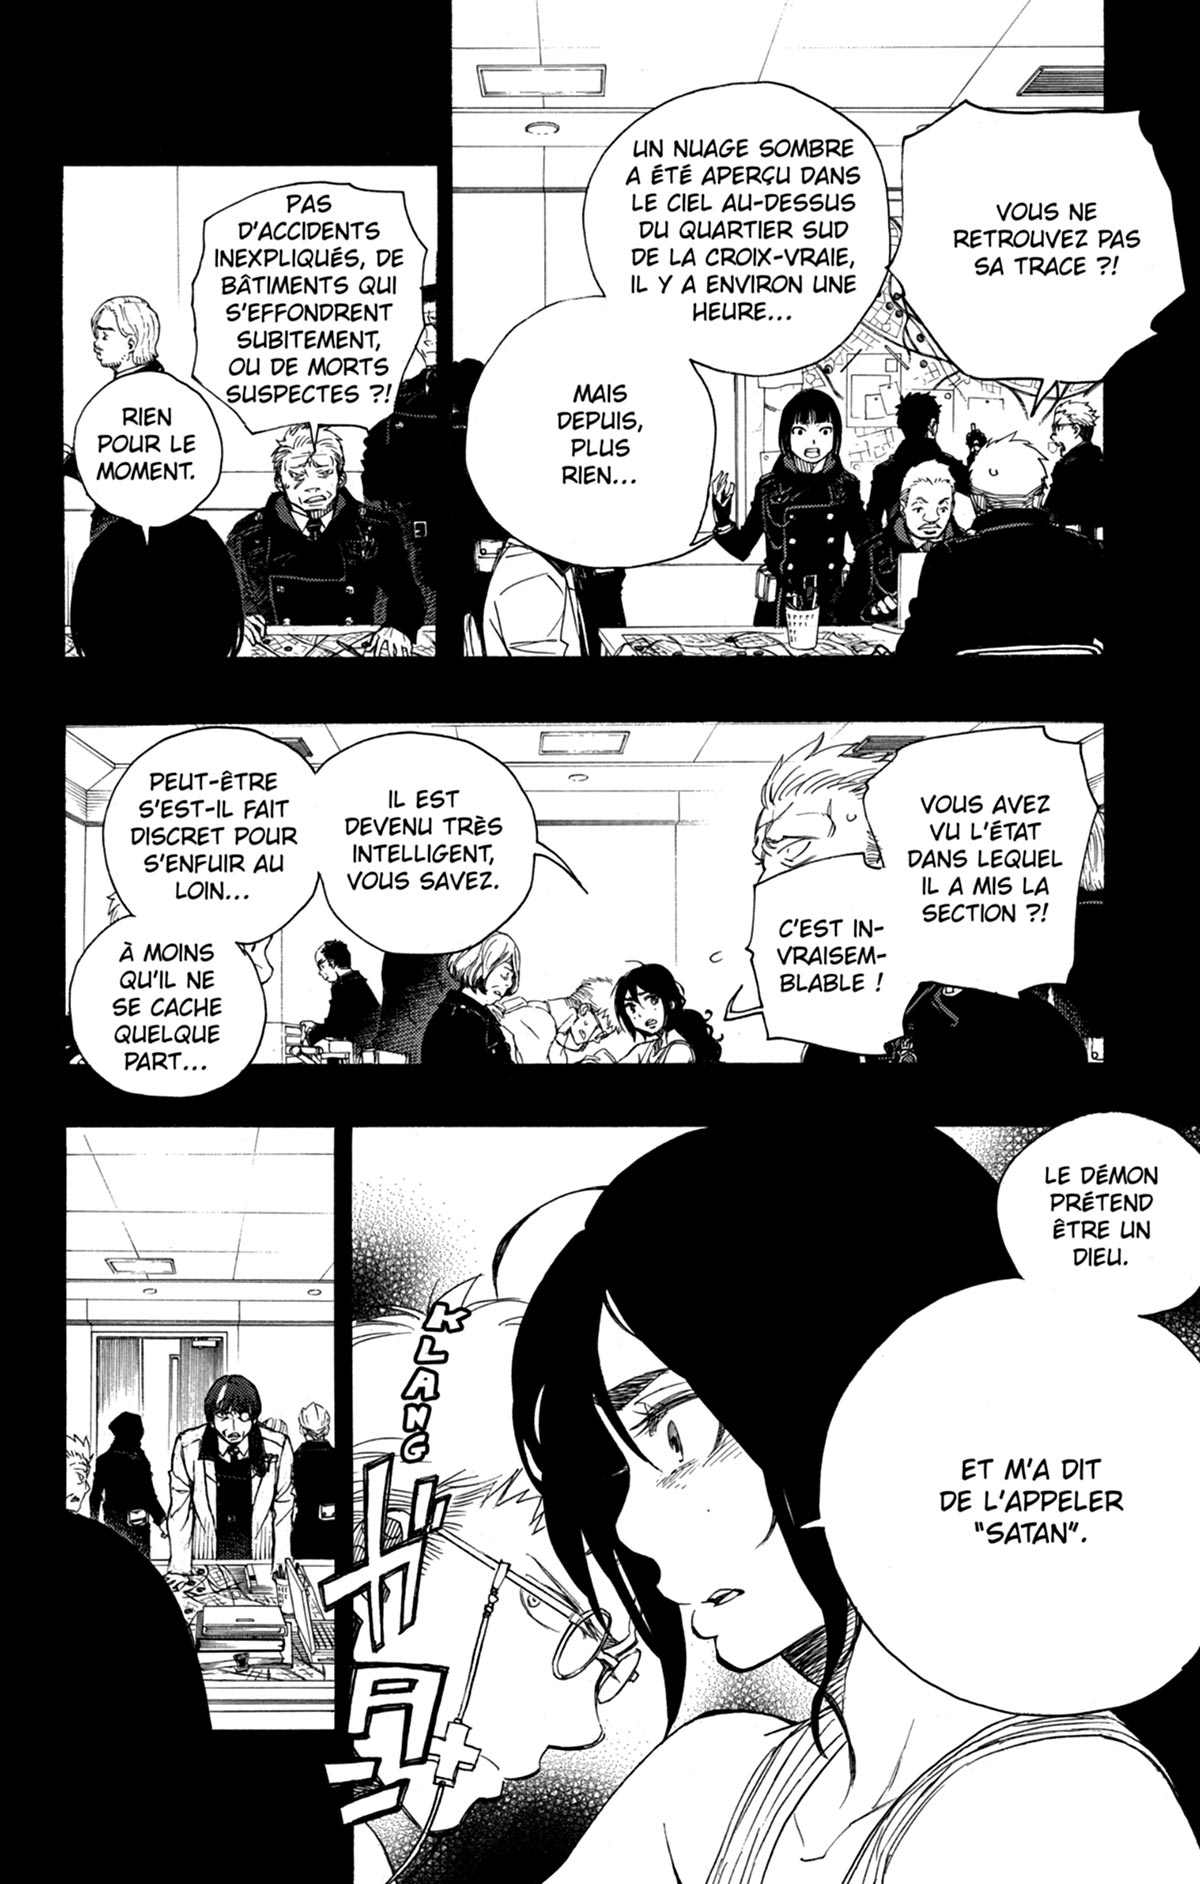 VOUS NE
RETROUVEZ PAS
SA TRACE ?!
UN NUAGE SOMBRE
A ÉTÉ APERÇU DANS
LE CIEL AU-DESSUS
DU QUARTIER SUD
DE LA CROIX-VRAIE,
IL Y A ENVIRON UNE
HEURE...
MAIS
DEPUIS,
PLUS
RIEN...
PAS
D'ACCIDENTS
INEXPLIQUÉS, DE
BÂTIMENTS QUI
S'EFFONDRENT
SUBITEMENT,
OU DE MORTS
SUSPECTES ?!
RIEN
POUR LE
MOMENT.
VOUS AVEZ
VU L'ÉTAT
DANS LEQUEL
IL A MIS LA
SECTION ?!
C'EST IN-
VRAISEM-
BLABLE !
IL EST
DEVENU TRÈS
INTELLIGENT,
VOUS SAVEZ.
PEUT-ÊTRE
S'EST-IL FAIT
DISCRET POUR
S'ENFUIR AU
LOIN...
À MOINS
QU'IL NE
SE CACHE
QUELQUE
PART...
LE DÉMON
PRÉTEND
ÊTRE UN
DIEU.
ET M'A DIT
DE L'APPELER
"SATAN".
KLANG
ガタン